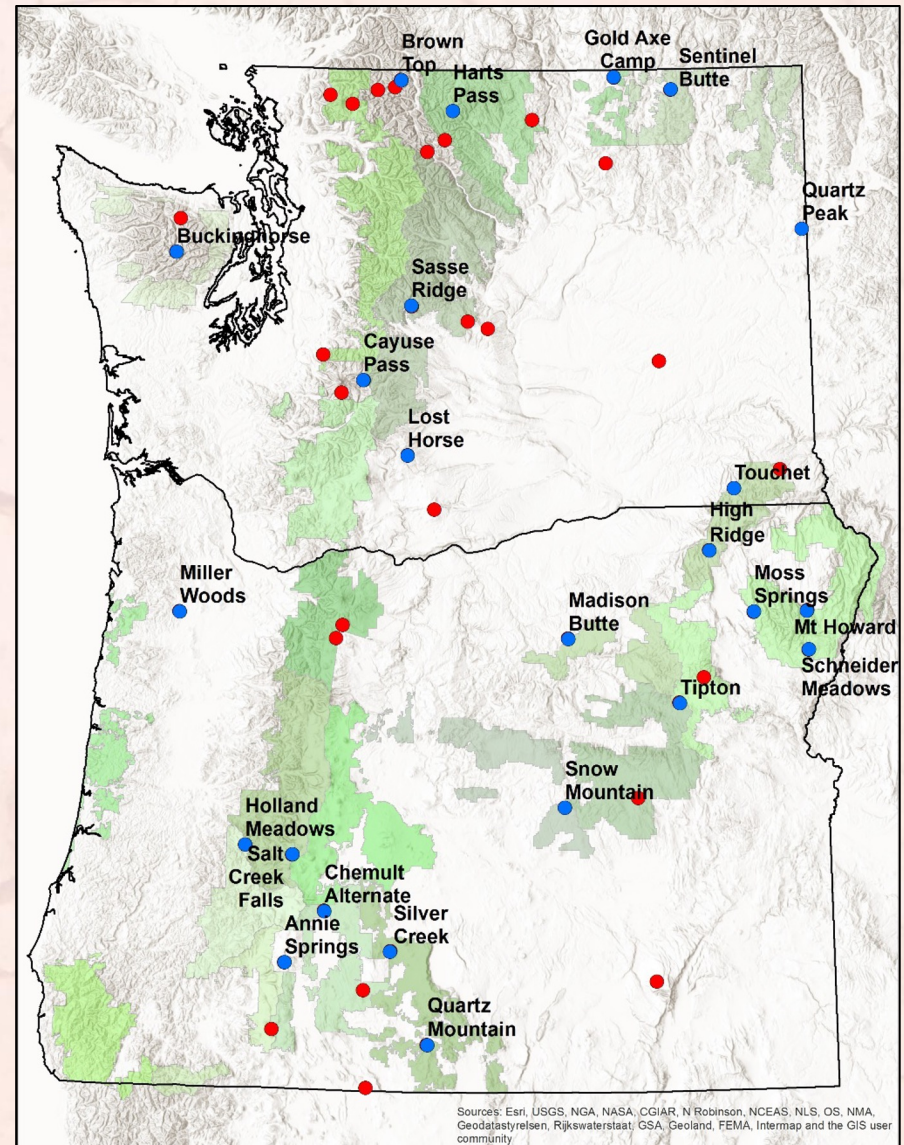 Brown
Top
Harts
Pass
Gold Axe
Camp
Sentinel
Butte
Quartz
Peak
Buckinghorse
Sasse
Ridge
Cayuse
Pass
Lost
Horse
Touchet
High
Ridge
Miller
Woods
Madison
Butte
Moss
Springs
Mt Howard
Schneider
Meadows
Tipton
Snow
Mountain
Holland
Meadows
Salt
Creek
Falls
Chemult
Alternate
Annie
Springs
Silver
Creek
Quartz
Mountain
Sources: Esri, USGS, NGA, NASA, CGIAR, N Robinson, NCEAS, NLS, OS, NMA,
Geodatastyrelsen, Rijkswaterstaat, GSA, Geoland, FEMA, Intermap and the GIS user
community